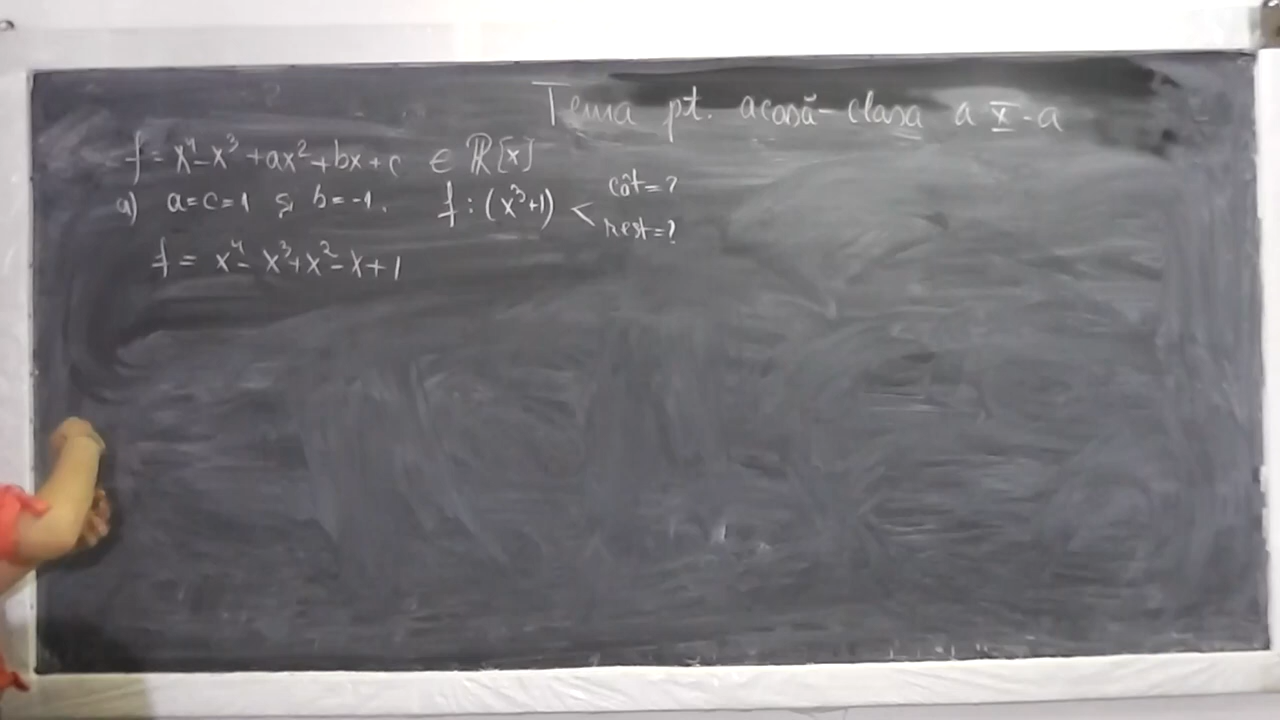 Tema pt. acasă - clasa a X-a
f = x⁴ - x³ + ax² + bx + c ∈ ℝ[x]
a) a = c = 1 și b = -1. f : (x³+1) < cât = ?
rest = ?
f = x⁴ - x³ + x² - x + 1